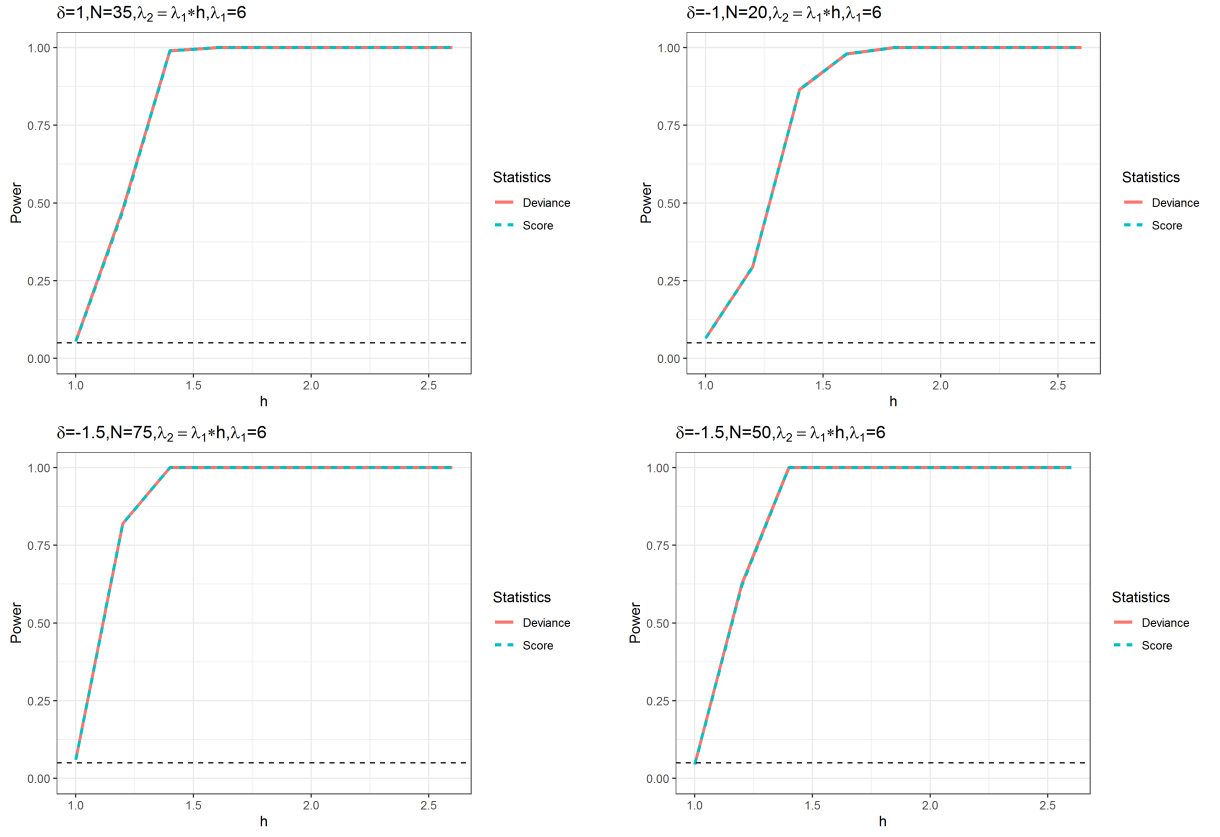 δ=1,N=35,λ₂ = λ₁*h,λ₁=6
1.00
0.75
0.50
0.25
0.00
Power
1.0
1.5
2.0
2.5
h
Statistics
Deviance
Score
δ=-1,N=20,λ₂ = λ₁*h,λ₁=6
1.00
0.75
0.50
0.25
0.00
Power
1.0
1.5
2.0
2.5
h
Statistics
Deviance
Score
δ=-1.5,N=75,λ₂ = λ₁*h,λ₁=6
1.00
0.75
0.50
0.25
0.00
Power
1.0
1.5
2.0
2.5
h
Statistics
Deviance
Score
δ=-1.5,N=50,λ₂ = λ₁*h,λ₁=6
1.00
0.75
0.50
0.25
0.00
Power
1.0
1.5
2.0
2.5
h
Statistics
Deviance
Score